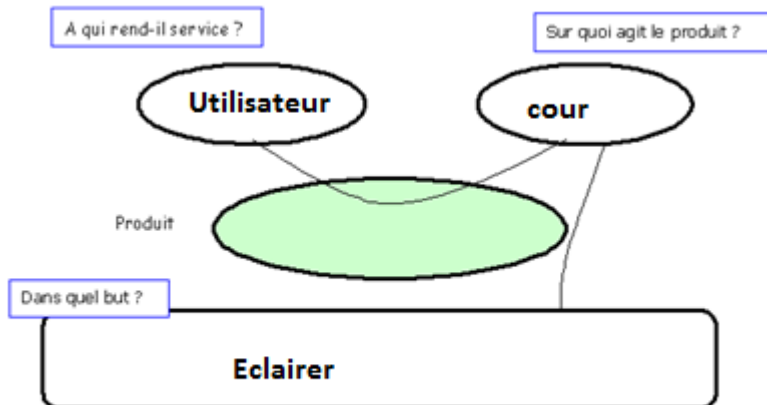 A qui rend-il service ?
Sur quoi agit le produit ?
Utilisateur
cour
Produit
Dans quel but ?
Eclairer